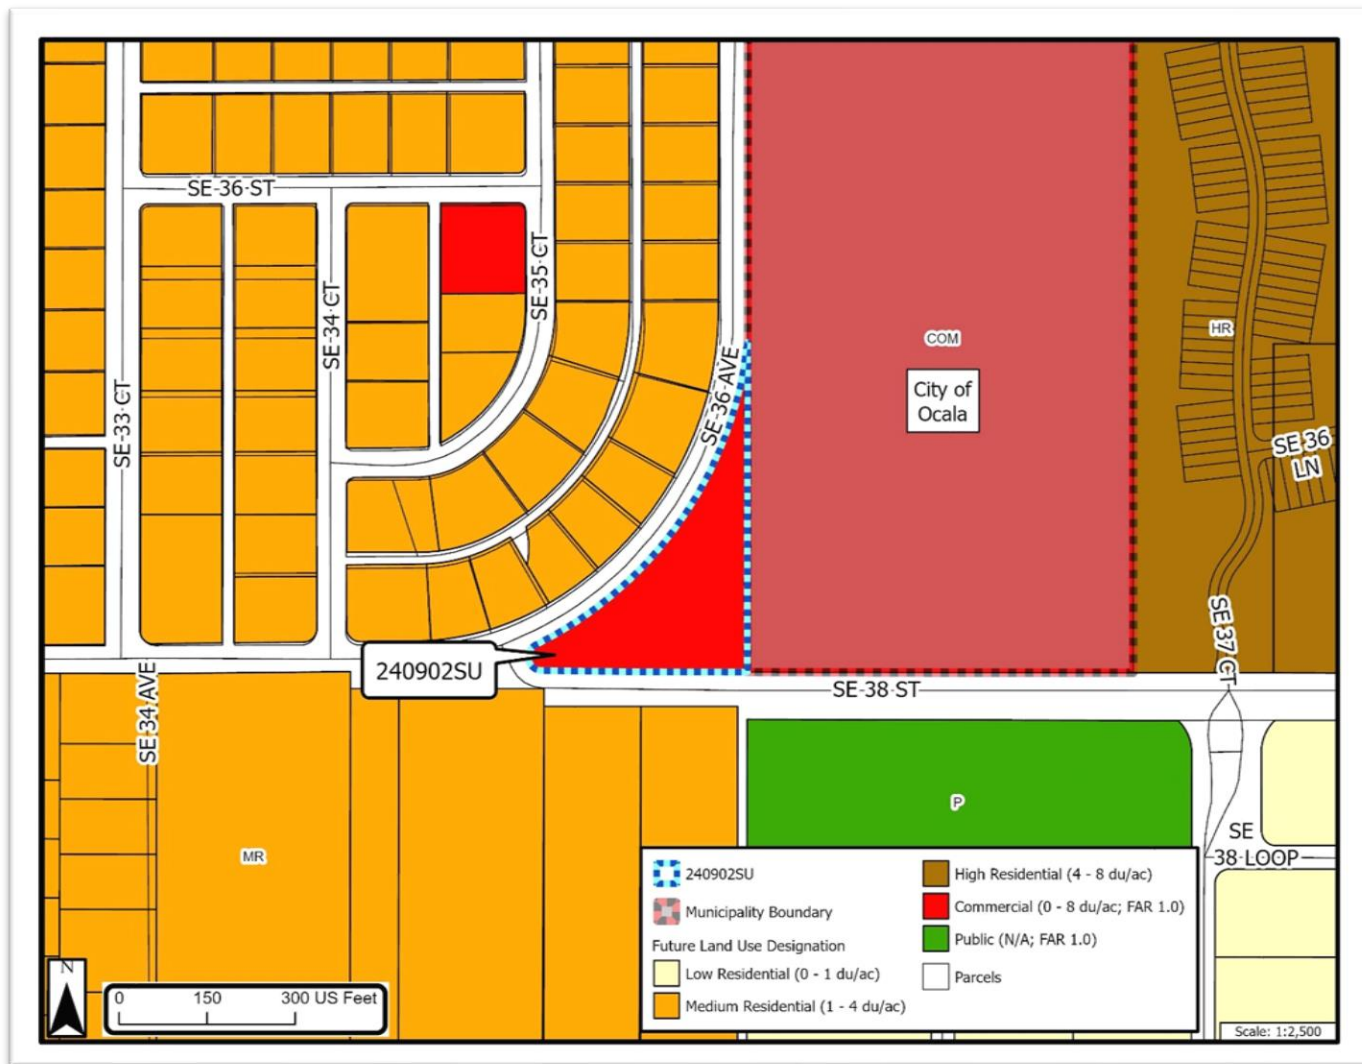 SE 36 ST
SE 35 CT
SE 34 CT
SE 33 CT
SE 36 AVE
COM
City of
Ocala
HR
SE 36
LN
240902SU
SE 37 CT
SE 38 ST
SE 34 AVE
MR
P
SE
38 LOOP
240902SU
Municipality Boundary
Future Land Use Designation
Low Residential (0 - 1 du/ac)
Medium Residential (1 - 4 du/ac)
High Residential (4 - 8 du/ac)
Commercial (0 - 8 du/ac; FAR 1.0)
Public (N/A; FAR 1.0)
Parcels
N
0 150 300 US Feet
Scale: 1:2,500